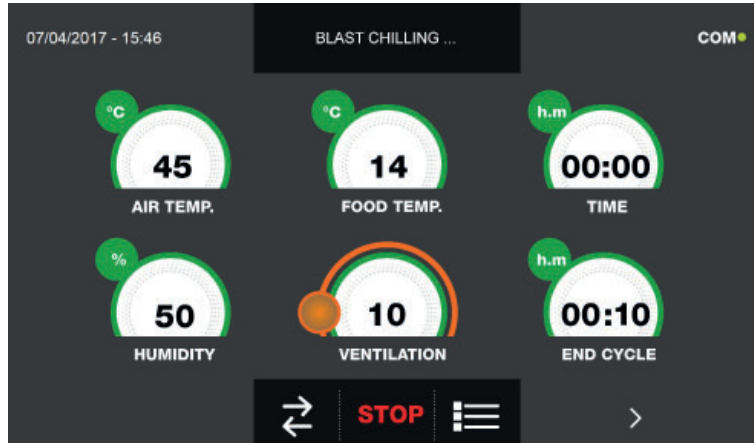 07/04/2017 - 15:46
BLAST CHILLING ...
COM
°C
45
AIR TEMP.
°C
14
FOOD TEMP.
h.m
00:00
TIME
%
50
HUMIDITY
10
VENTILATION
h.m
00:10
END CYCLE
STOP